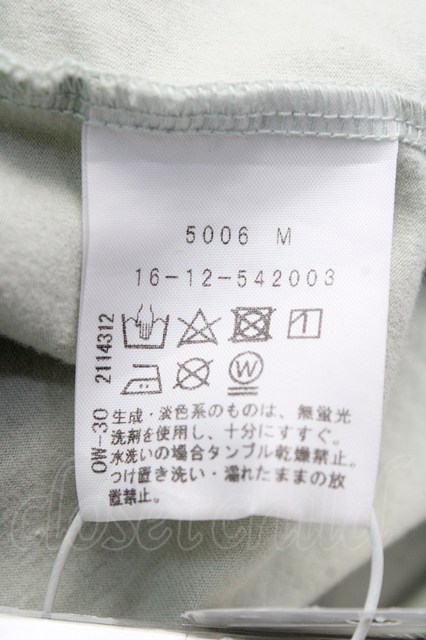 5006 M
16-12-542003
W
0W-30 2114312
生成・淡色系のものは、無蛍光
洗剤を使用し、十分にすすぐ。
水洗いの場合タンブル乾燥禁止。
つけ置き洗い・濡れたままの放
置禁止。
closet child